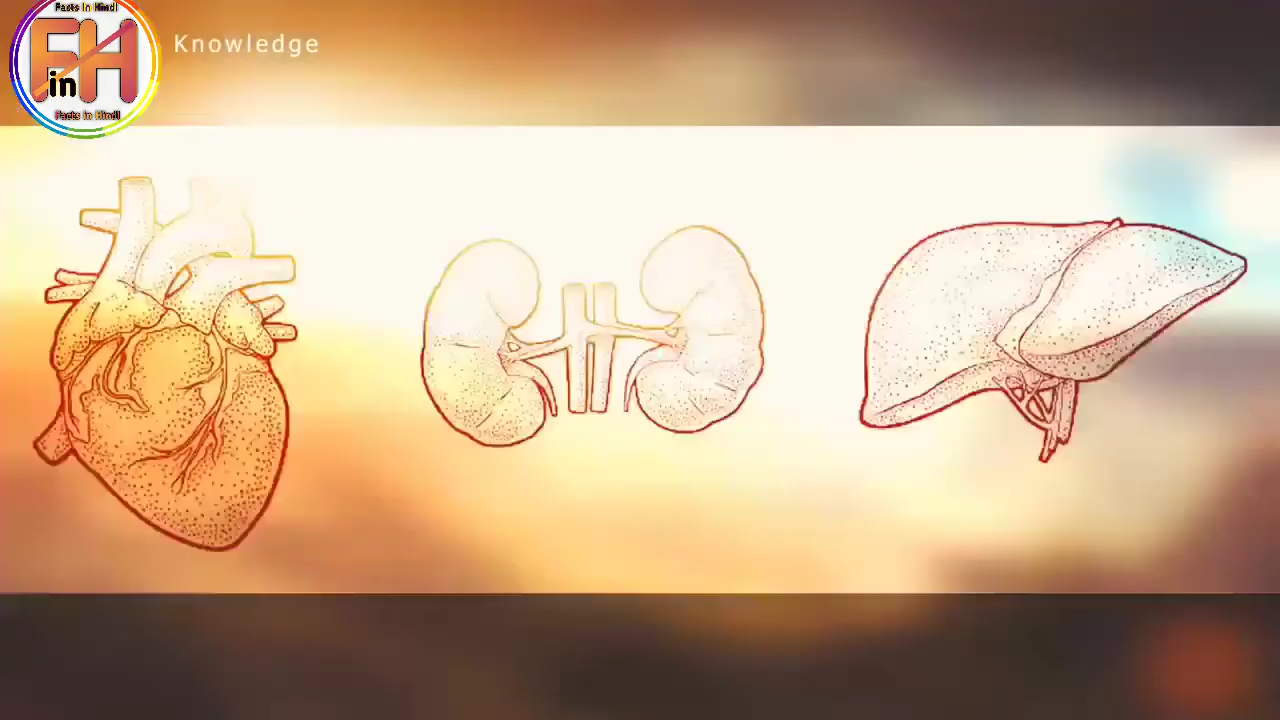 Facts In Hindi
FH
in
Facts in Hindi
Knowledge